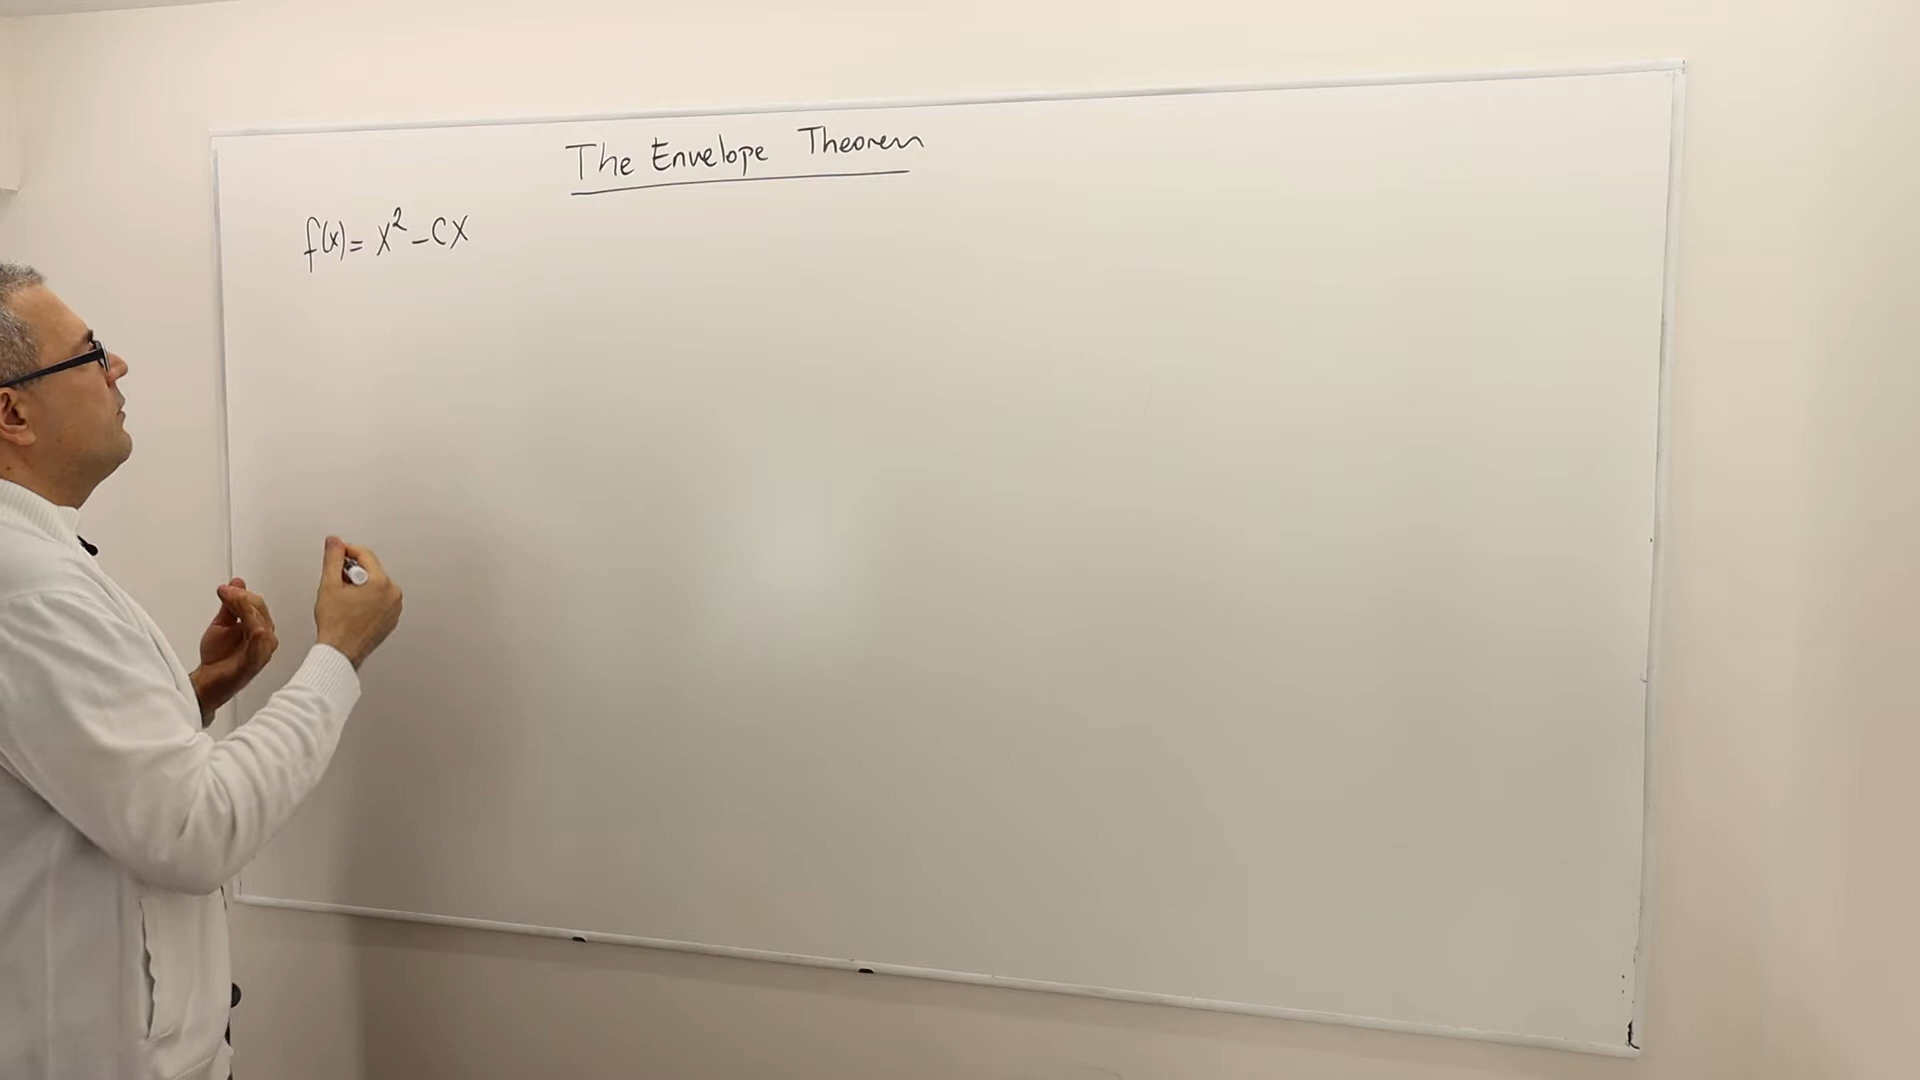 The Envelope Theorem
f(x) = x² - cx